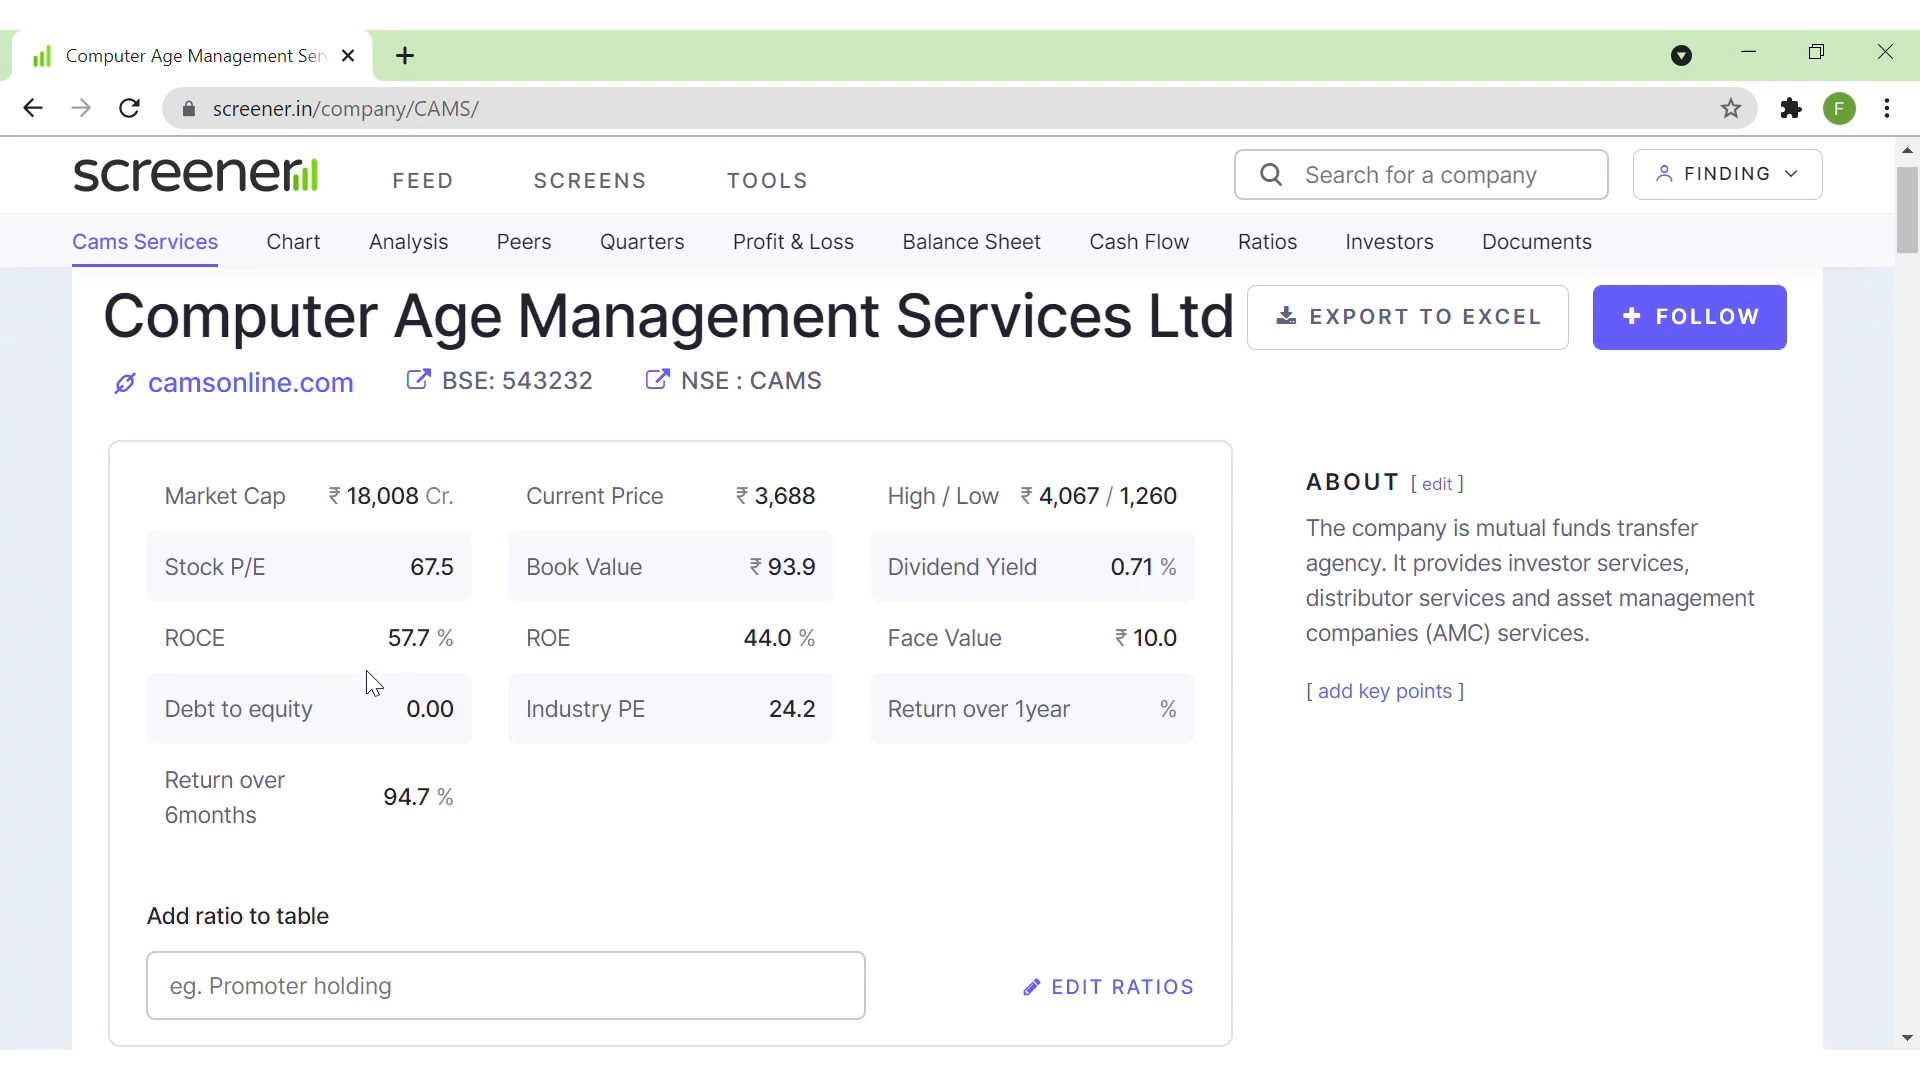 Computer Age Management Ser
screener.in/company/CAMS/
screener
FEED SCREENS TOOLS
Search for a company
FINDING
Cams Services Chart Analysis Peers Quarters Profit & Loss Balance Sheet Cash Flow Ratios Investors Documents
Computer Age Management Services Ltd
EXPORT TO EXCEL
+ FOLLOW
camsonline.com BSE: 543232 NSE : CAMS
Market Cap ₹ 18,008 Cr. Current Price ₹ 3,688 High / Low ₹ 4,067 / 1,260
Stock P/E 67.5 Book Value ₹ 93.9 Dividend Yield 0.71 %
ROCE 57.7 % ROE 44.0 % Face Value ₹ 10.0
Debt to equity 0.00 Industry PE 24.2 Return over 1year %
Return over
6months 94.7 %
Add ratio to table
eg. Promoter holding
EDIT RATIOS
ABOUT [ edit ]
The company is mutual funds transfer
agency. It provides investor services,
distributor services and asset management
companies (AMC) services.
[ add key points ]
F